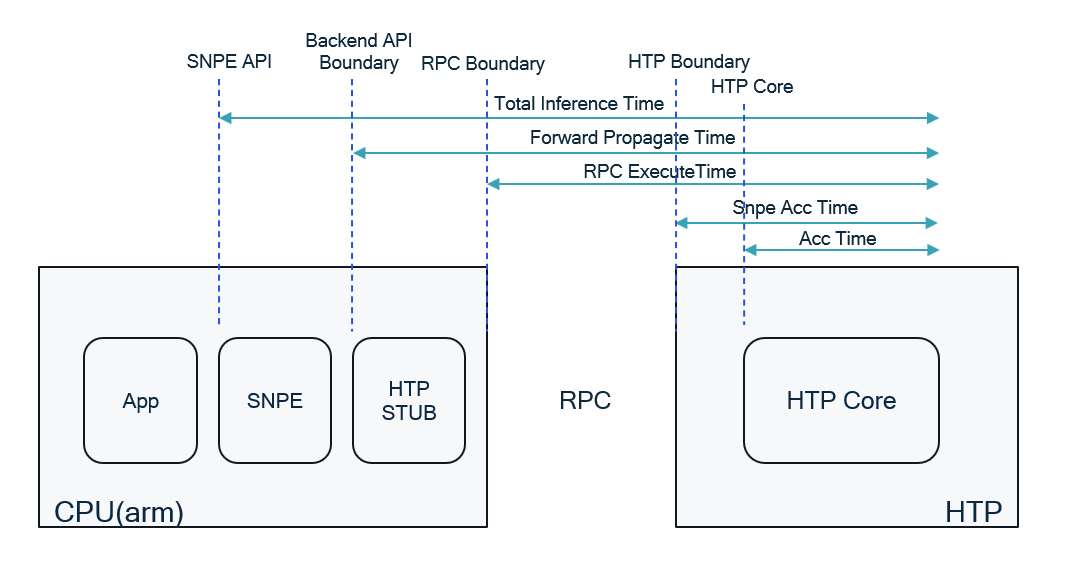 Backend API
Boundary
SNPE API
RPC Boundary
HTP Boundary
HTP Core
Total Inference Time
Forward Propagate Time
RPC ExecuteTime
Snpe Acc Time
Acc Time
App
SNPE
HTP
STUB
RPC
HTP Core
CPU(arm)
HTP